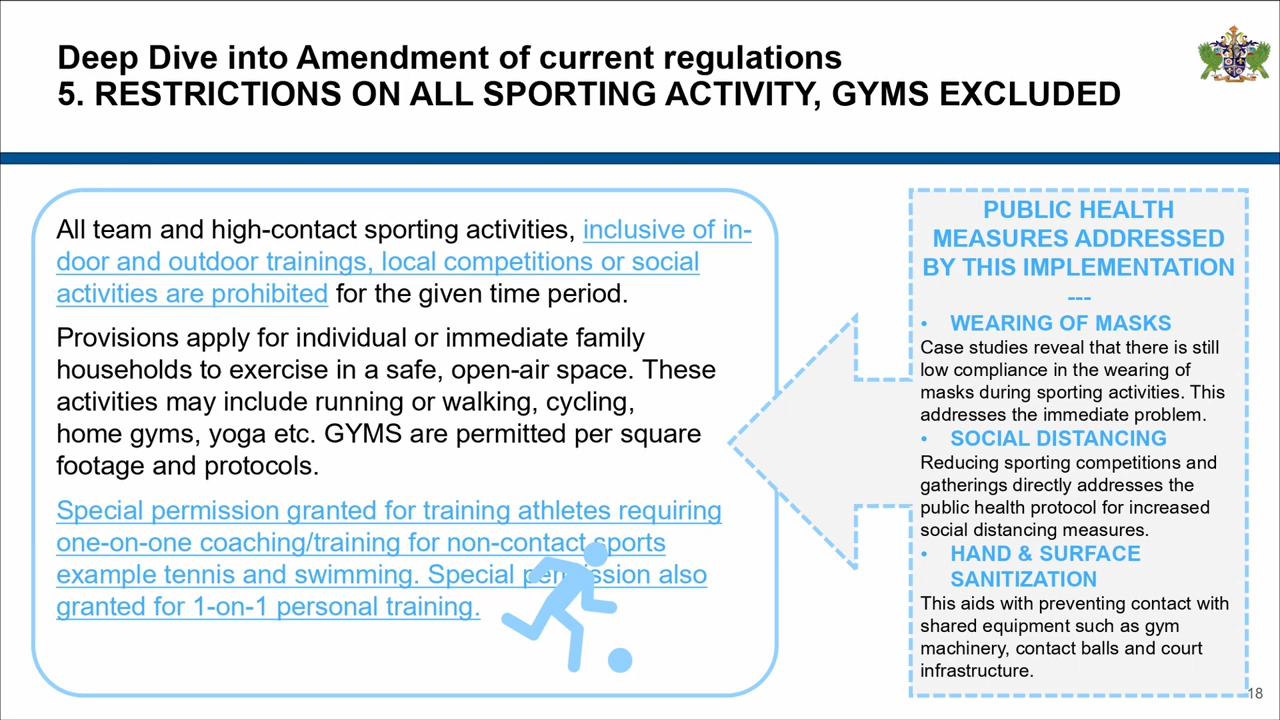 Deep Dive into Amendment of current regulations
5. RESTRICTIONS ON ALL SPORTING ACTIVITY, GYMS EXCLUDED
All team and high-contact sporting activities, inclusive of in-
door and outdoor trainings, local competitions or social
activities are prohibited for the given time period.
Provisions apply for individual or immediate family
households to exercise in a safe, open-air space. These
activities may include running or walking, cycling,
home gyms, yoga etc. GYMS are permitted per square
footage and protocols.
Special permission granted for training athletes requiring
one-on-one coaching/training for non-contact sports
example tennis and swimming. Special permission also
granted for 1-on-1 personal training.
PUBLIC HEALTH
MEASURES ADDRESSED
BY THIS IMPLEMENTATION
---
• WEARING OF MASKS
Case studies reveal that there is still
low compliance in the wearing of
masks during sporting activities. This
addresses the immediate problem.
• SOCIAL DISTANCING
Reducing sporting competitions and
gatherings directly addresses the
public health protocol for increased
social distancing measures.
• HAND & SURFACE
SANITIZATION
This aids with preventing contact with
shared equipment such as gym
machinery, contact balls and court
infrastructure.
18